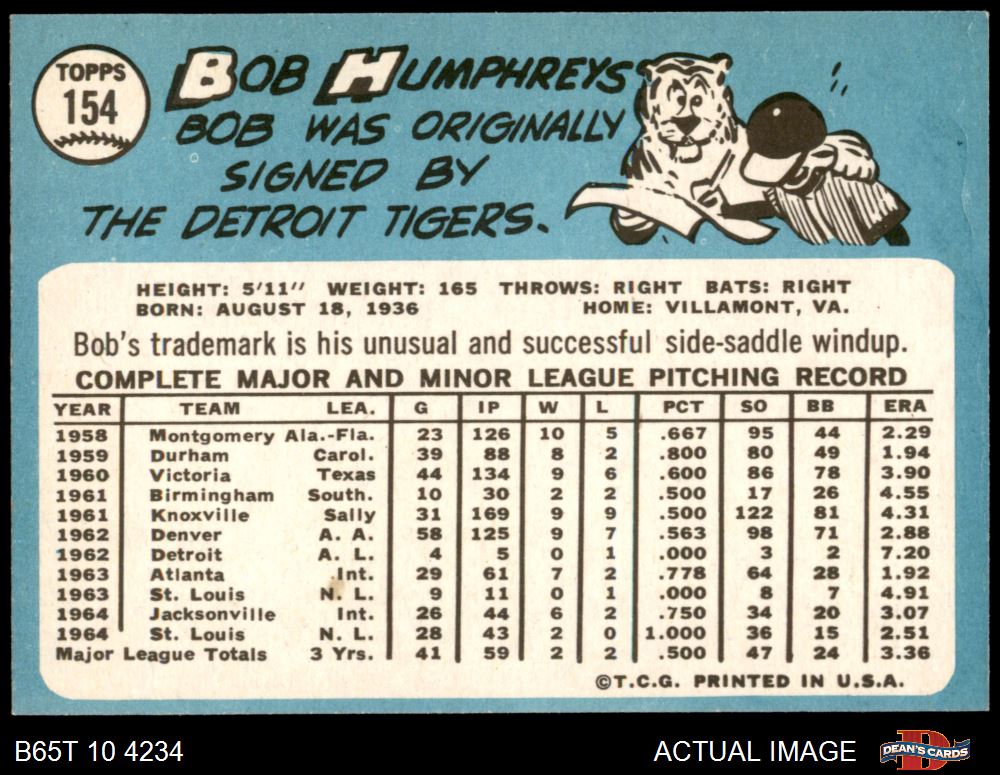 TOPPS
154
BOB HUMPHREYS
BOB WAS ORIGINALLY
SIGNED BY
THE DETROIT TIGERS.
HEIGHT: 5'11" WEIGHT: 165 THROWS: RIGHT BATS: RIGHT
BORN: AUGUST 18, 1936 HOME: VILLAMONT, VA.
Bob's trademark is his unusual and successful side-saddle windup.
COMPLETE MAJOR AND MINOR LEAGUE PITCHING RECORD
YEAR TEAM LEA. G IP W L PCT SO BB ERA
1958 Montgomery Ala.-Fla. 23 126 10 5 .667 95 44 2.29
1959 Durham Carol. 39 88 8 2 .800 80 49 1.94
1960 Victoria Texas 44 134 9 6 .600 86 78 3.90
1961 Birmingham South. 10 30 2 2 .500 17 26 4.55
1961 Knoxville Sally 31 169 9 9 .500 122 81 4.31
1962 Denver A. A. 58 125 9 7 .563 98 71 2.88
1962 Detroit A. L. 4 5 0 1 .000 3 2 7.20
1963 Atlanta Int. 29 61 7 2 .778 64 28 1.92
1963 St. Louis N. L. 9 11 0 1 .000 8 7 4.91
1964 Jacksonville Int. 26 44 6 2 .750 34 20 3.07
1964 St. Louis N. L. 28 43 2 0 1.000 36 15 2.51
Major League Totals 3 Yrs. 41 59 2 2 .500 47 24 3.36
©T.C.G. PRINTED IN U.S.A.
B65T 10 4234 ACTUAL IMAGE DEAN'S CARDS